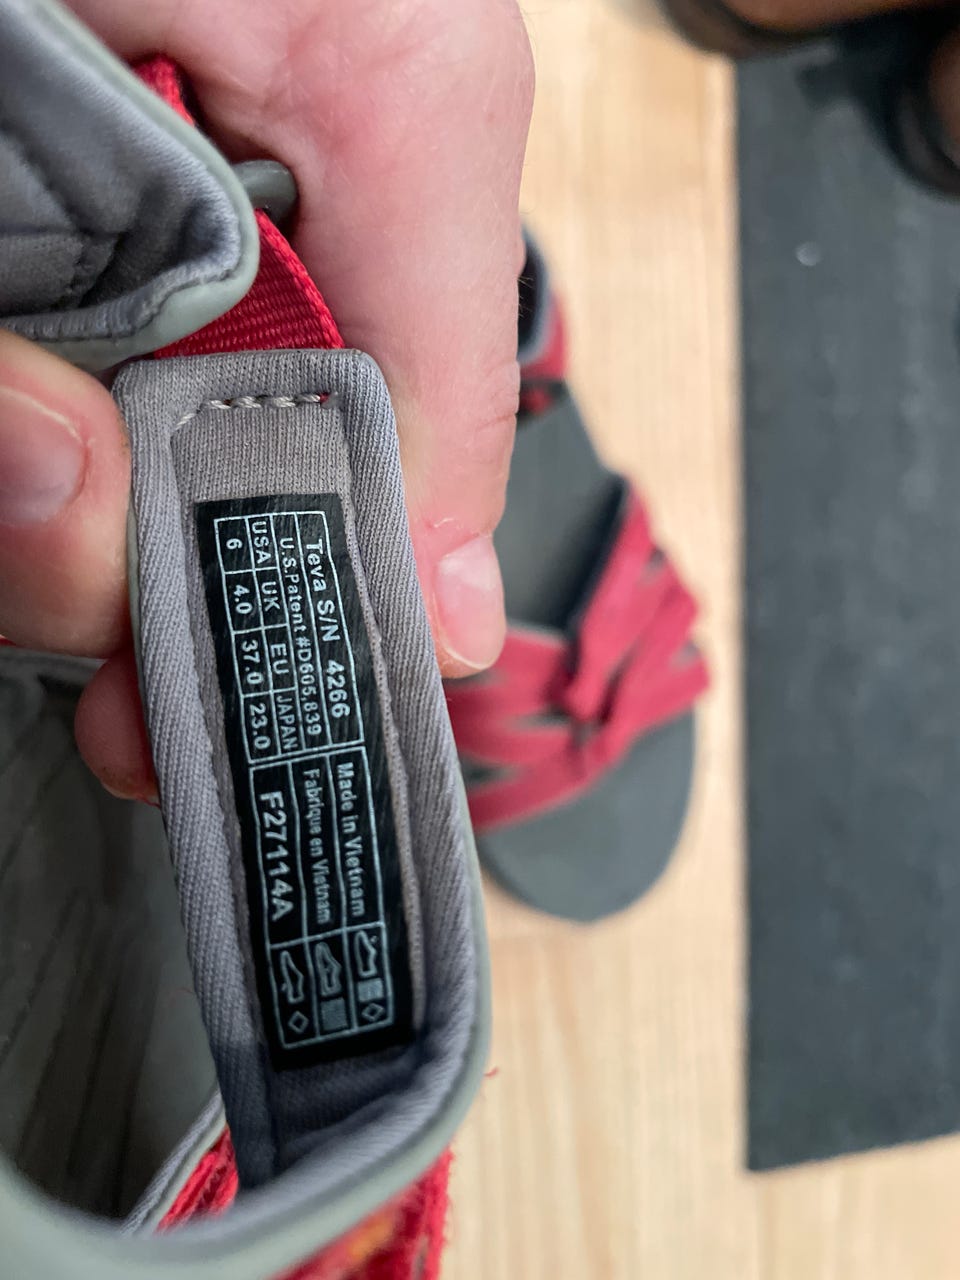 Teva S/N 4266
U.S.Patent #D605,839
USA UK EU JAPAN
6 4.0 37.0 23.0
Made in Vietnam
Fabrique en Vietnam
F27114A